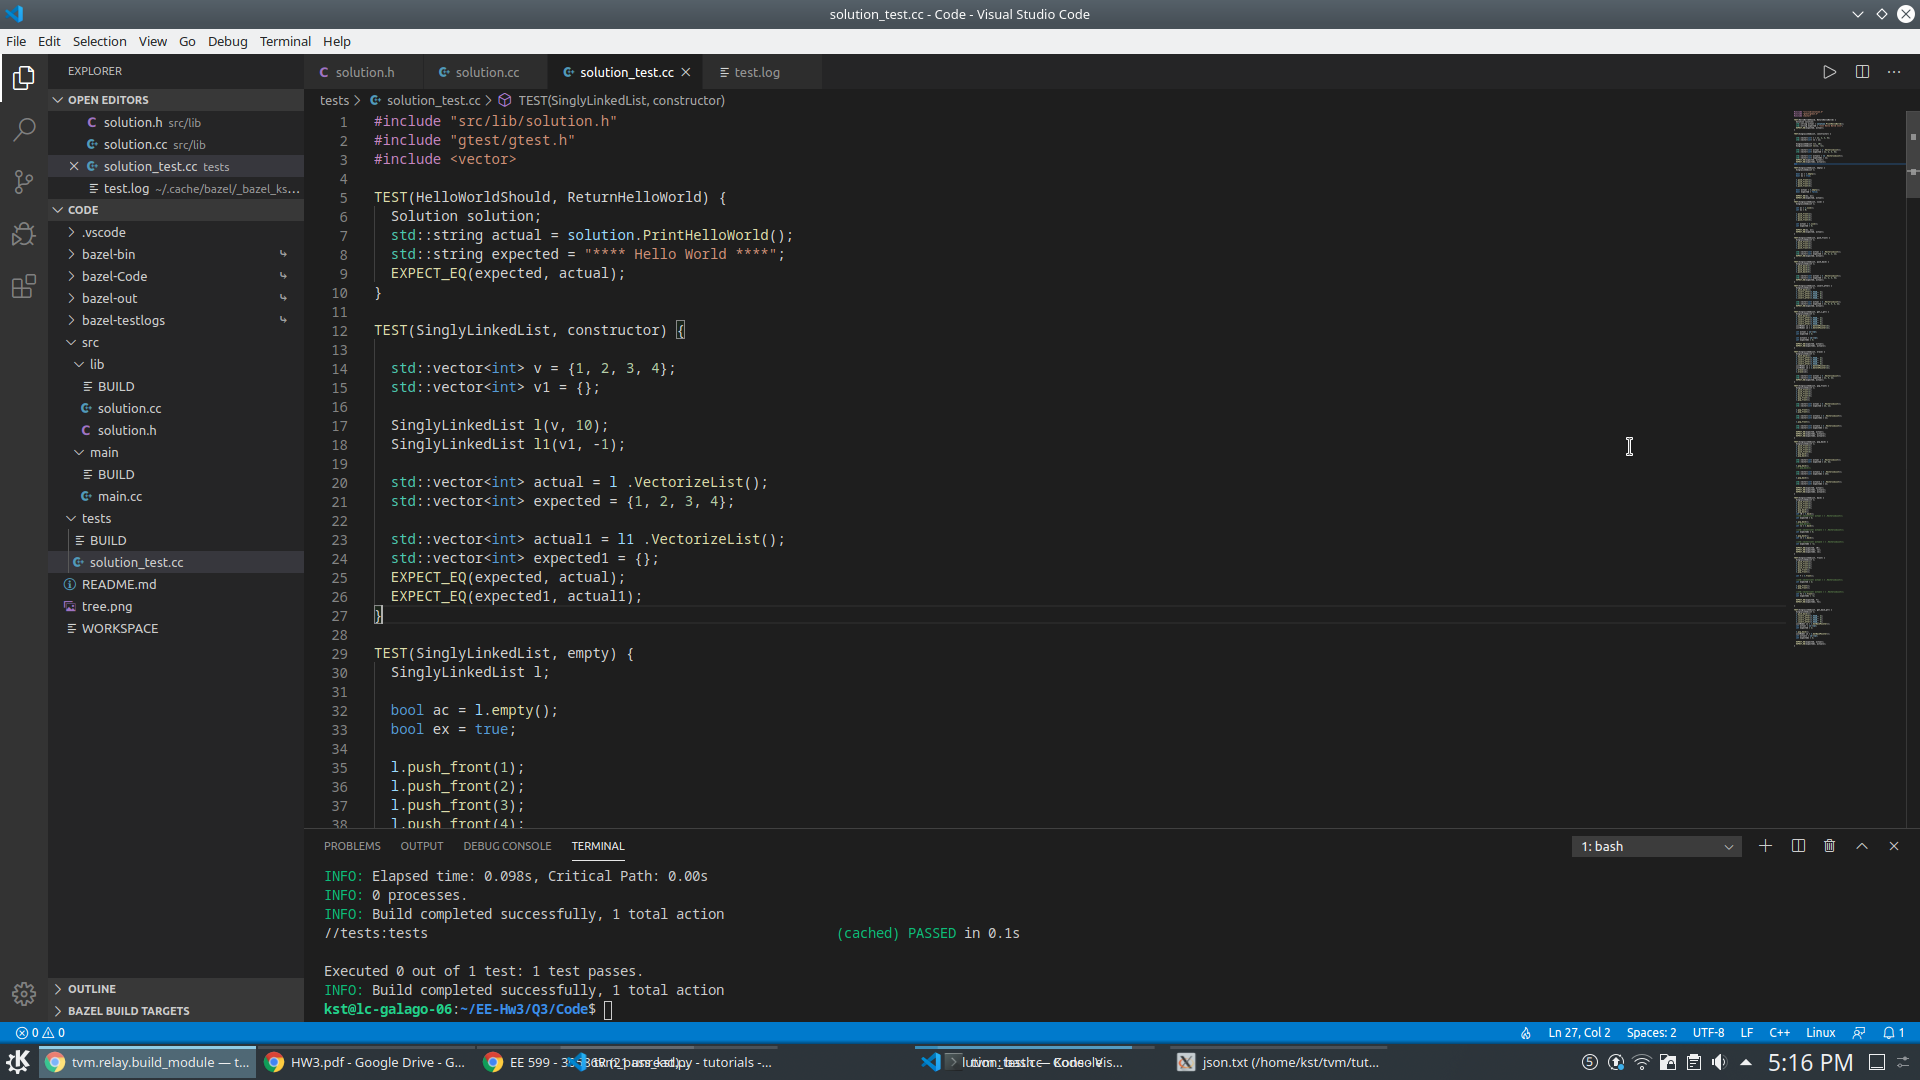 solution_test.cc - Code - Visual Studio Code
File Edit Selection View Go Debug Terminal Help
EXPLORER
OPEN EDITORS
solution.h src/lib
solution.cc src/lib
solution_test.cc tests
test.log ~/.cache/bazel/_bazel_ks...
CODE
.vscode
bazel-bin
bazel-Code
bazel-out
bazel-testlogs
src
lib
BUILD
solution.cc
solution.h
main
BUILD
main.cc
tests
BUILD
solution_test.cc
README.md
tree.png
WORKSPACE
OUTLINE
BAZEL BUILD TARGETS
solution.h solution.cc solution_test.cc test.log
tests > solution_test.cc > TEST(SinglyLinkedList, constructor)
1 #include "src/lib/solution.h"
2 #include "gtest/gtest.h"
3 #include <vector>
4
5 TEST(HelloWorldShould, ReturnHelloWorld) {
6 Solution solution;
7 std::string actual = solution.PrintHelloWorld();
8 std::string expected = "**** Hello World ****";
9 EXPECT_EQ(expected, actual);
10 }
11
12 TEST(SinglyLinkedList, constructor) {
13
14 std::vector<int> v = {1, 2, 3, 4};
15 std::vector<int> v1 = {};
16
17 SinglyLinkedList l(v, 10);
18 SinglyLinkedList l1(v1, -1);
19
20 std::vector<int> actual = l .VectorizeList();
21 std::vector<int> expected = {1, 2, 3, 4};
22
23 std::vector<int> actual1 = l1 .VectorizeList();
24 std::vector<int> expected1 = {};
25 EXPECT_EQ(expected, actual);
26 EXPECT_EQ(expected1, actual1);
27 }
28
29 TEST(SinglyLinkedList, empty) {
30 SinglyLinkedList l;
31
32 bool ac = l.empty();
33 bool ex = true;
34
35 l.push_front(1);
36 l.push_front(2);
37 l.push_front(3);
38 l.push_front(4);
PROBLEMS OUTPUT DEBUG CONSOLE TERMINAL
1: bash
INFO: Elapsed time: 0.098s, Critical Path: 0.00s
INFO: 0 processes.
INFO: Build completed successfully, 1 total action
//tests:tests (cached) PASSED in 0.1s
Executed 0 out of 1 test: 1 test passes.
INFO: Build completed successfully, 1 total action
kst@lc-galago-06:~/EE-Hw3/Q3/Code$
0 0 Ln 27, Col 2 Spaces: 2 UTF-8 LF C++ Linux 1
tvm.relay.build_module — t... HW3.pdf - Google Drive - G... EE 599 - - tutorials -... json.txt (/home/kst/tvm/tut... 5:16 PM